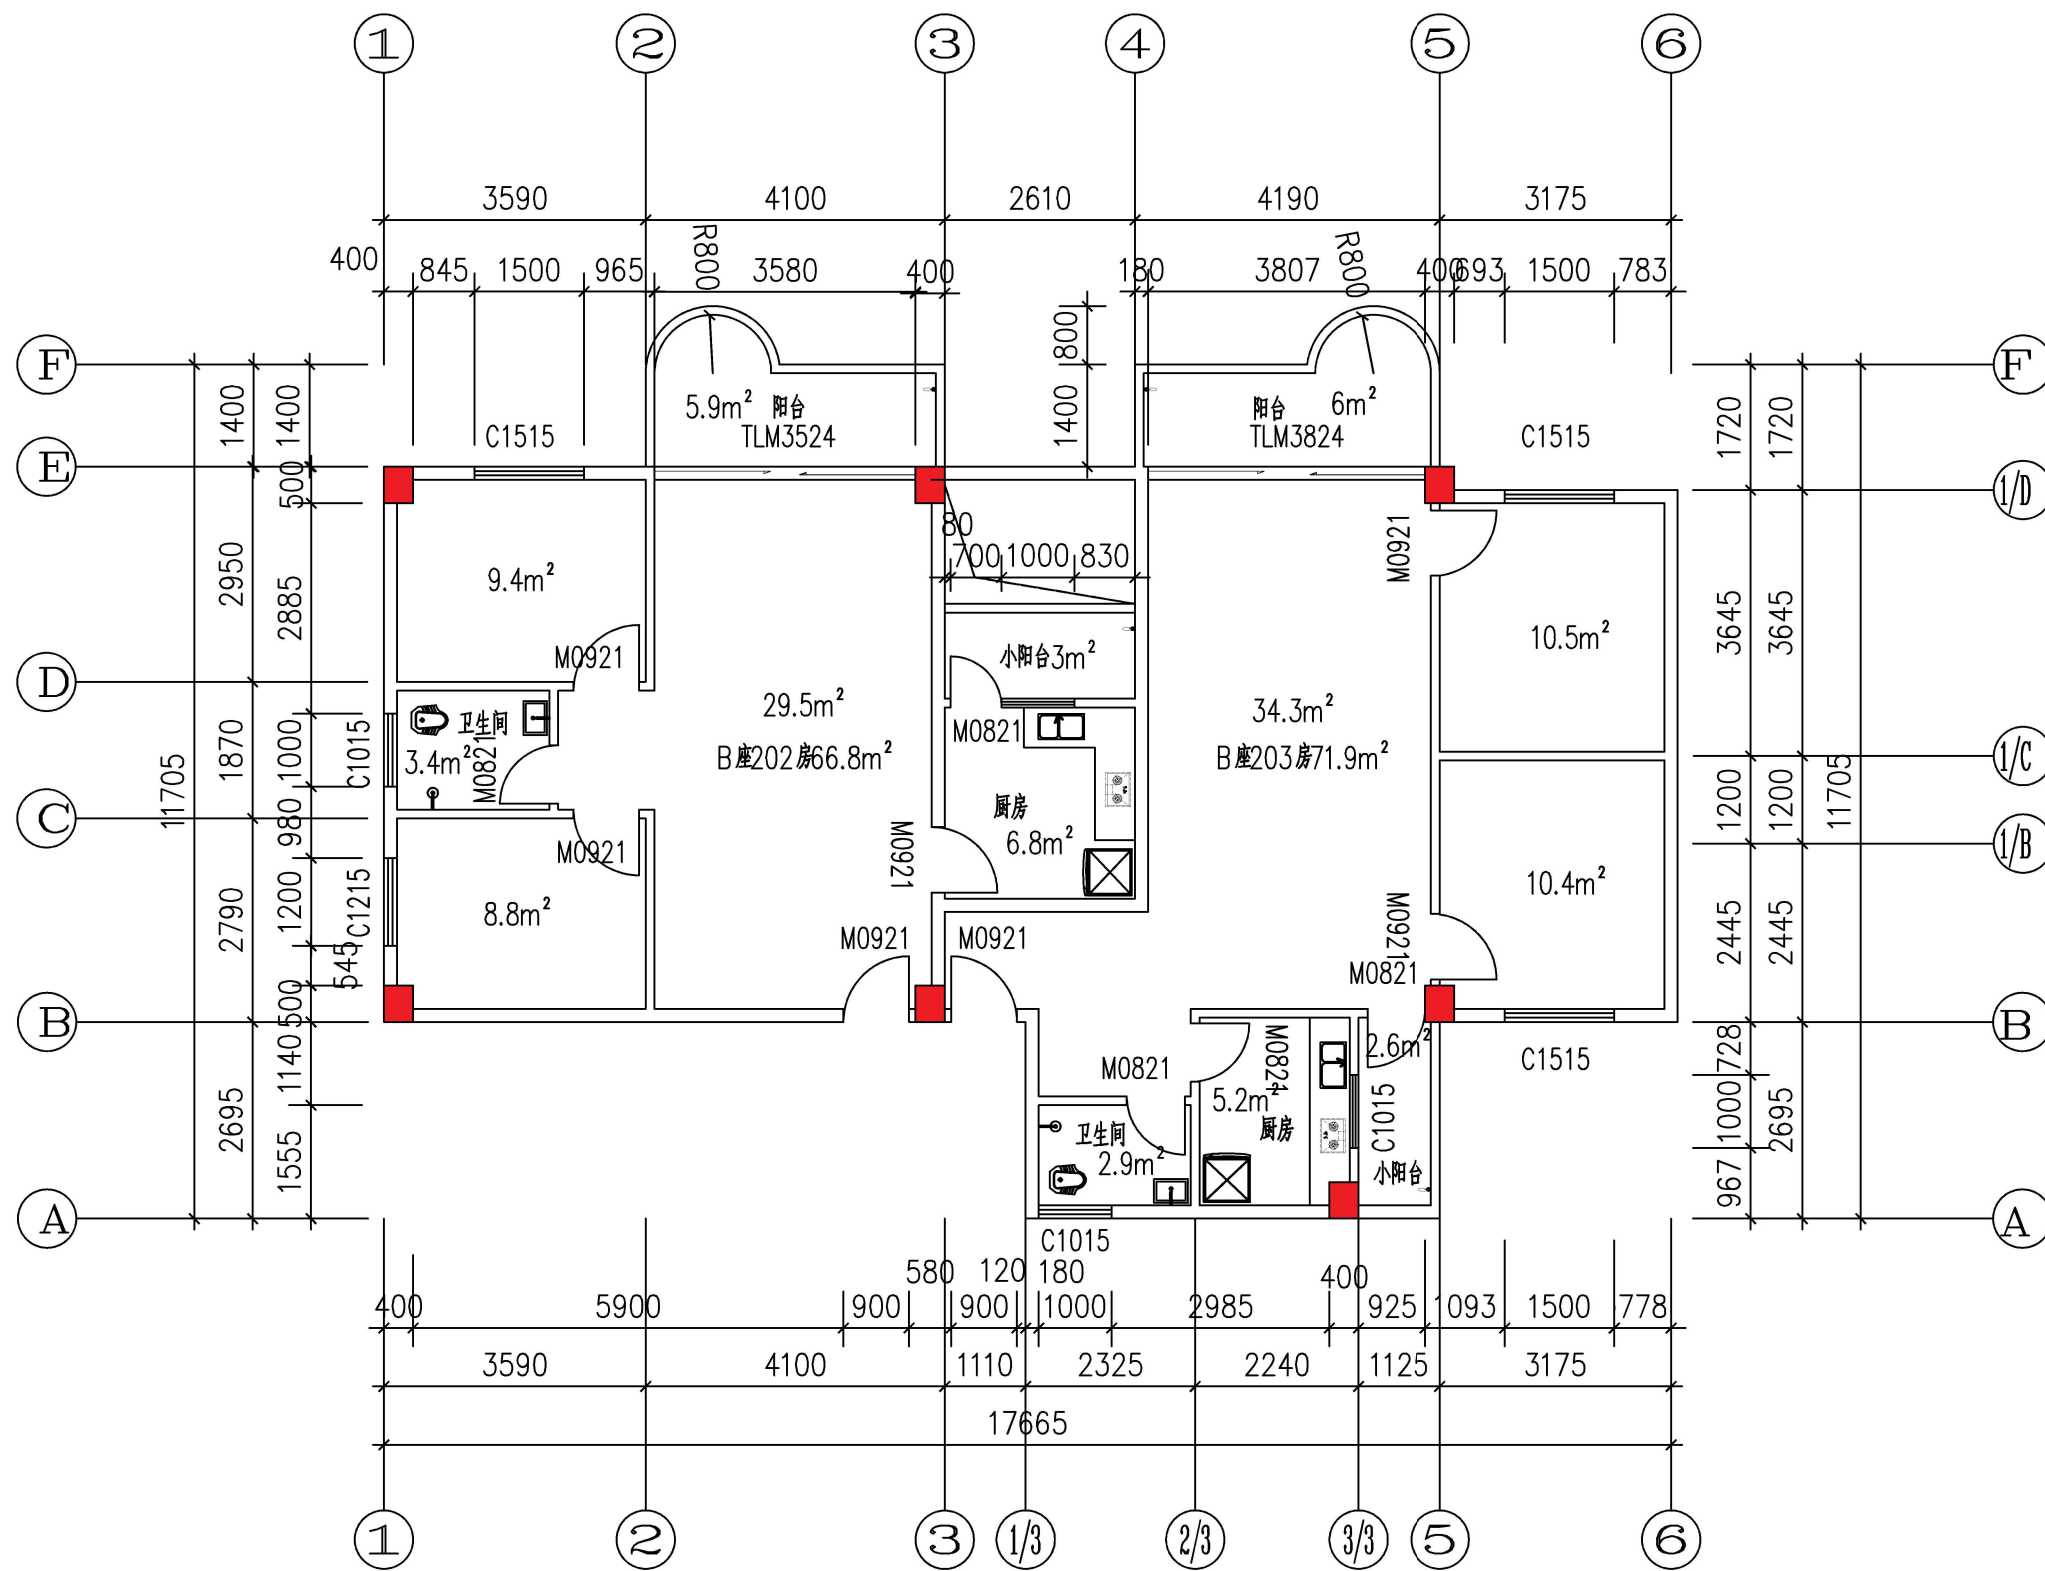 1 2 3 4 5 6
3590 4100 2610 4190 3175
400 845 1500 965 R800 3580 400 180 3807 R800 400 693 1500 783
F 800 F
1400 1400 1400 1720 1720
5.9m² 阳台 阳台 6m²
C1515 TLM3524 TLM3824 C1515
E 1/D
500
80
M0921
700 1000 830
2950 2885 9.4m² 3645 3645
10.5m²
M0921 小阳台3m²
D
29.5m² 34.3m²
卫生间 M0821
1870 1000 C1015 3.4m² M0821 B座202房66.8m² B座203房71.9m² 1/C
11705 11705
厨房 1200 1200
C 980 6.8m² 1/B
M0921 M0921
2790 1200 C1215 8.8m² 10.4m²
M0921 2445 2445
545 M0921 M0921 M0821
B 500 B
2.6m² 728
1140 M0821 M0821 C1515
5.2m²
2695 1000 2695
卫生间 厨房 C1015
1555 2.9m² 小阳台 967
A A
C1015
580 120 180 400
400 5900 900 900 1000 2985 925 1093 1500 778
3590 4100 1110 2325 2240 1125 3175
17665
1 2 3 1/3 2/3 3/3 5 6